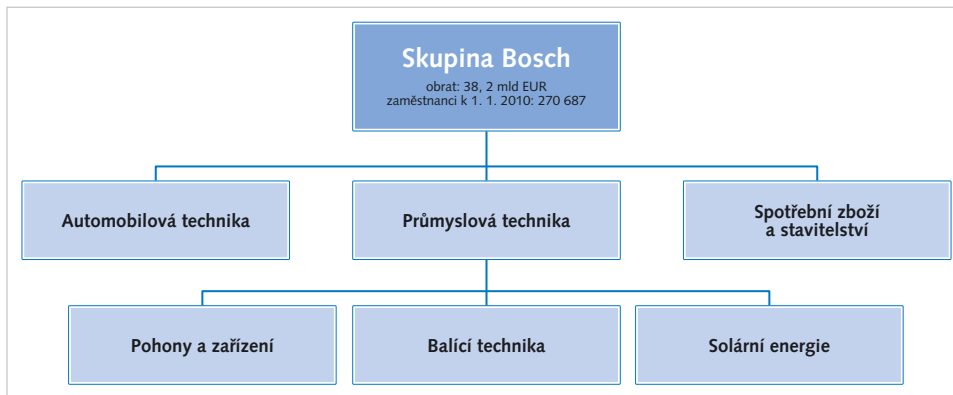 Skupina Bosch
obrat: 38, 2 mld EUR
zaměstnanci k 1. 1. 2010: 270 687
Automobilová technika
Průmyslová technika
Spotřební zboží
a stavitelství
Pohony a zařízení
Balící technika
Solární energie